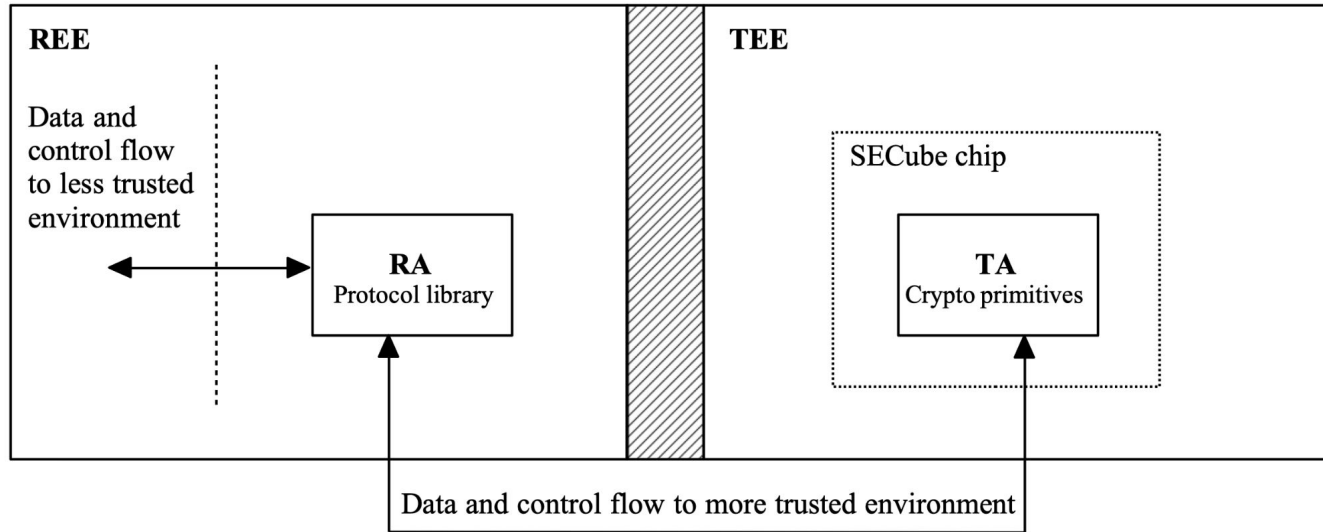 REE
TEE
Data and
control flow
to less trusted
environment
SECube chip
RA
Protocol library
TA
Crypto primitives
Data and control flow to more trusted environment